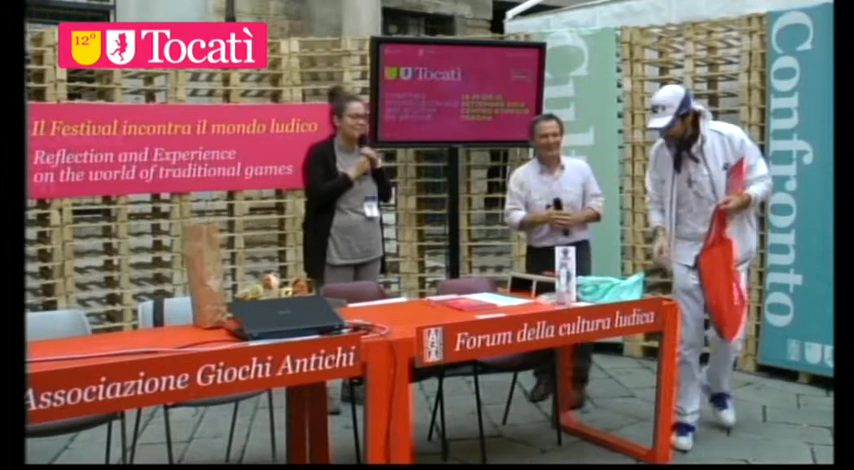 12°
Tocatì
Tocatì
Il Festival incontra il mondo ludico
Reflection and Experience
on the world of traditional games
Confronto
Associazione Giochi Antichi
AGA
Forum della cultura ludica